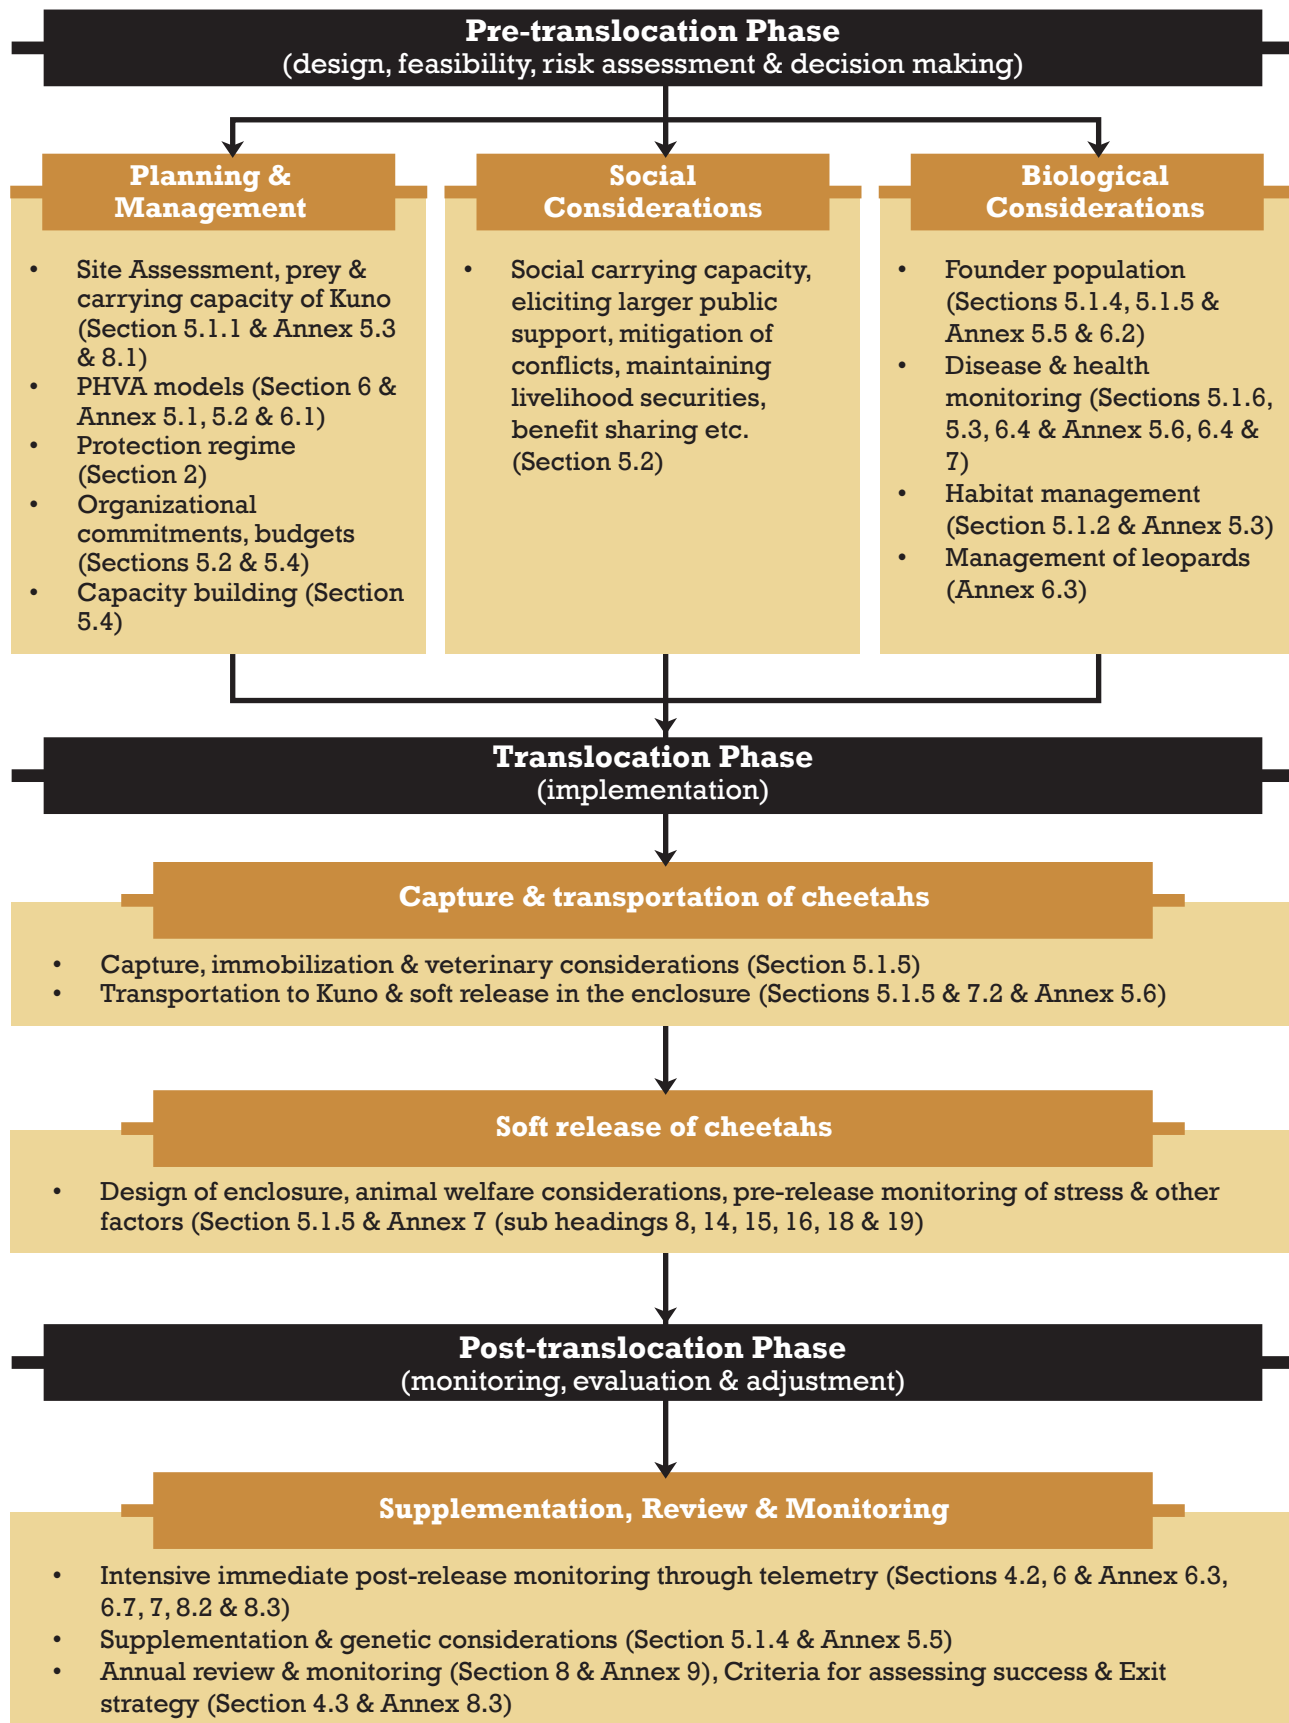 Pre-translocation Phase
(design, feasibility, risk assessment & decision making)
Planning &
Management
• Site Assessment, prey &
carrying capacity of Kuno
(Section 5.1.1 & Annex 5.3
& 8.1)
• PHVA models (Section 6 &
Annex 5.1, 5.2 & 6.1)
• Protection regime
(Section 2)
• Organizational
commitments, budgets
(Sections 5.2 & 5.4)
• Capacity building (Section
5.4)
Social
Considerations
• Social carrying capacity,
eliciting larger public
support, mitigation of
conflicts, maintaining
livelihood securities,
benefit sharing etc.
(Section 5.2)
Biological
Considerations
• Founder population
(Sections 5.1.4, 5.1.5 &
Annex 5.5 & 6.2)
• Disease & health
monitoring (Sections 5.1.6,
5.3, 6.4 & Annex 5.6, 6.4 &
7)
• Habitat management
(Section 5.1.2 & Annex 5.3)
• Management of leopards
(Annex 6.3)
Translocation Phase
(implementation)
Capture & transportation of cheetahs
• Capture, immobilization & veterinary considerations (Section 5.1.5)
• Transportation to Kuno & soft release in the enclosure (Sections 5.1.5 & 7.2 & Annex 5.6)
Soft release of cheetahs
• Design of enclosure, animal welfare considerations, pre-release monitoring of stress & other
factors (Section 5.1.5 & Annex 7 (sub headings 8, 14, 15, 16, 18 & 19)
Post-translocation Phase
(monitoring, evaluation & adjustment)
Supplementation, Review & Monitoring
• Intensive immediate post-release monitoring through telemetry (Sections 4.2, 6 & Annex 6.3,
6.7, 7, 8.2 & 8.3)
• Supplementation & genetic considerations (Section 5.1.4 & Annex 5.5)
• Annual review & monitoring (Section 8 & Annex 9), Criteria for assessing success & Exit
strategy (Section 4.3 & Annex 8.3)